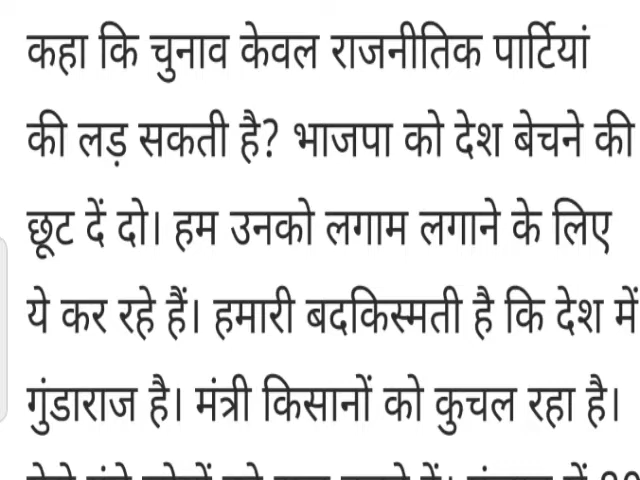 कहा कि चुनाव केवल राजनीतिक पार्टियां
की लड़ सकती है? भाजपा को देश बेचने की
छूट दें दो। हम उनको लगाम लगाने के लिए
ये कर रहे हैं। हमारी बदकिस्मती है कि देश में
गुंडाराज है। मंत्री किसानों को कुचल रहा है।